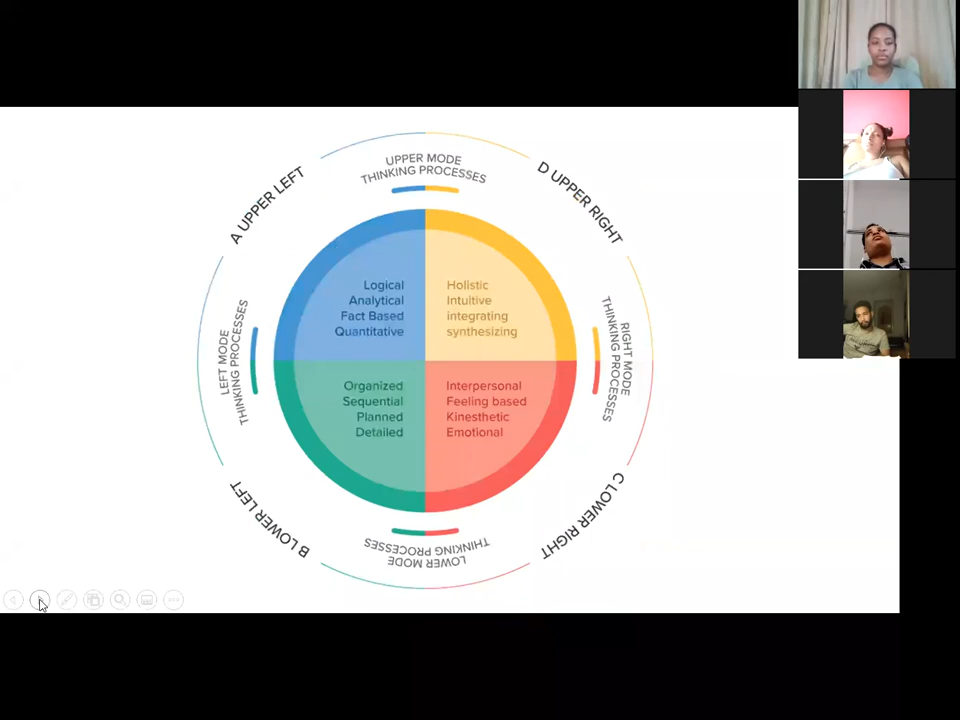 UPPER MODE
THINKING PROCESSES
A UPPER LEFT
D UPPER RIGHT
LEFT MODE
THINKING PROCESSES
Logical
Analytical
Fact Based
Quantitative
Holistic
Intuitive
integrating
synthesizing
RIGHT MODE
THINKING PROCESSES
Organized
Sequential
Planned
Detailed
Interpersonal
Feeling based
Kinesthetic
Emotional
B LOWER LEFT
C LOWER RIGHT
LOWER MODE
THINKING PROCESSES